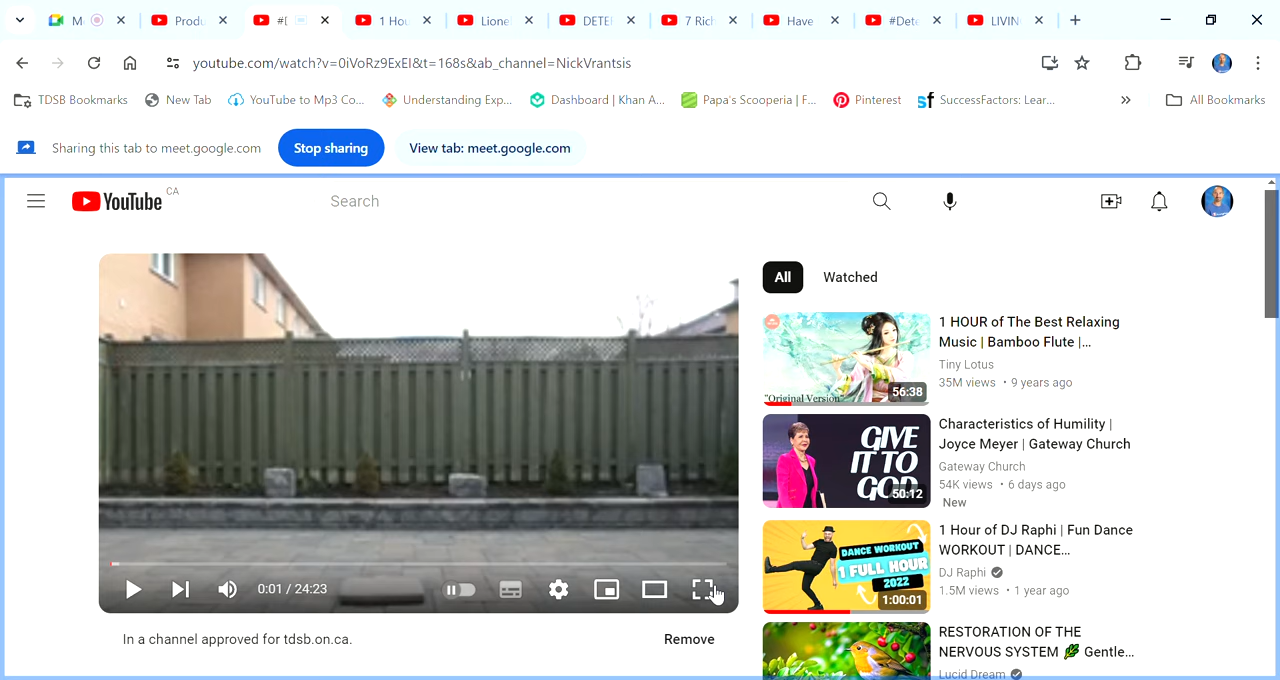 M
Produ
#[
1 Hou
Lione
DETE
7 Rich
Have
#Dete
LIVIN
youtube.com/watch?v=0iVoRz9ExEI&t=168s&ab_channel=NickVrantsis
TDSB Bookmarks
New Tab
YouTube to Mp3 Co...
Understanding Exp...
Dashboard | Khan A...
Papa's Scooperia | F...
Pinterest
SuccessFactors: Lear...
All Bookmarks
Sharing this tab to meet.google.com
Stop sharing
View tab: meet.google.com
YouTube CA
Search
All
Watched
"Original Version"
56:38
1 HOUR of The Best Relaxing
Music | Bamboo Flute |...
Tiny Lotus
35M views • 9 years ago
GIVE
IT TO
GOD
50:12
Characteristics of Humility |
Joyce Meyer | Gateway Church
Gateway Church
54K views • 6 days ago
New
DANCE WORKOUT
1 FULL HOUR
2022
1:00:01
1 Hour of DJ Raphi | Fun Dance
WORKOUT | DANCE...
DJ Raphi
1.5M views • 1 year ago
RESTORATION OF THE
NERVOUS SYSTEM 🌿 Gentle...
Lucid Dream
0:01 / 24:23
In a channel approved for tdsb.on.ca.
Remove